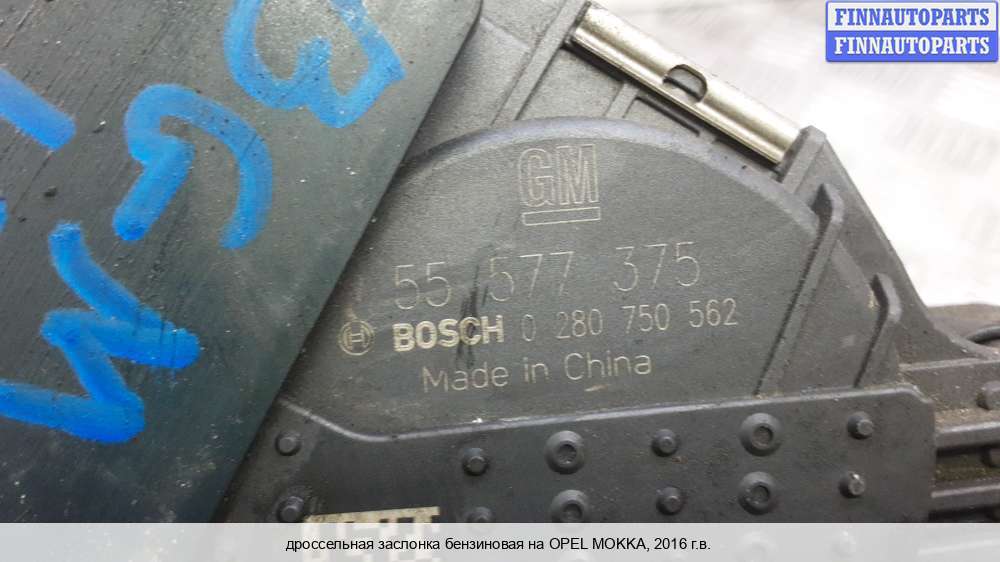 FINNAUTOPARTS
FINNAUTOPARTS
GM
55 577 375
BOSCH 0 280 750 562
Made in China
дроссельная заслонка бензиновая на OPEL MOKKA, 2016 г.в.